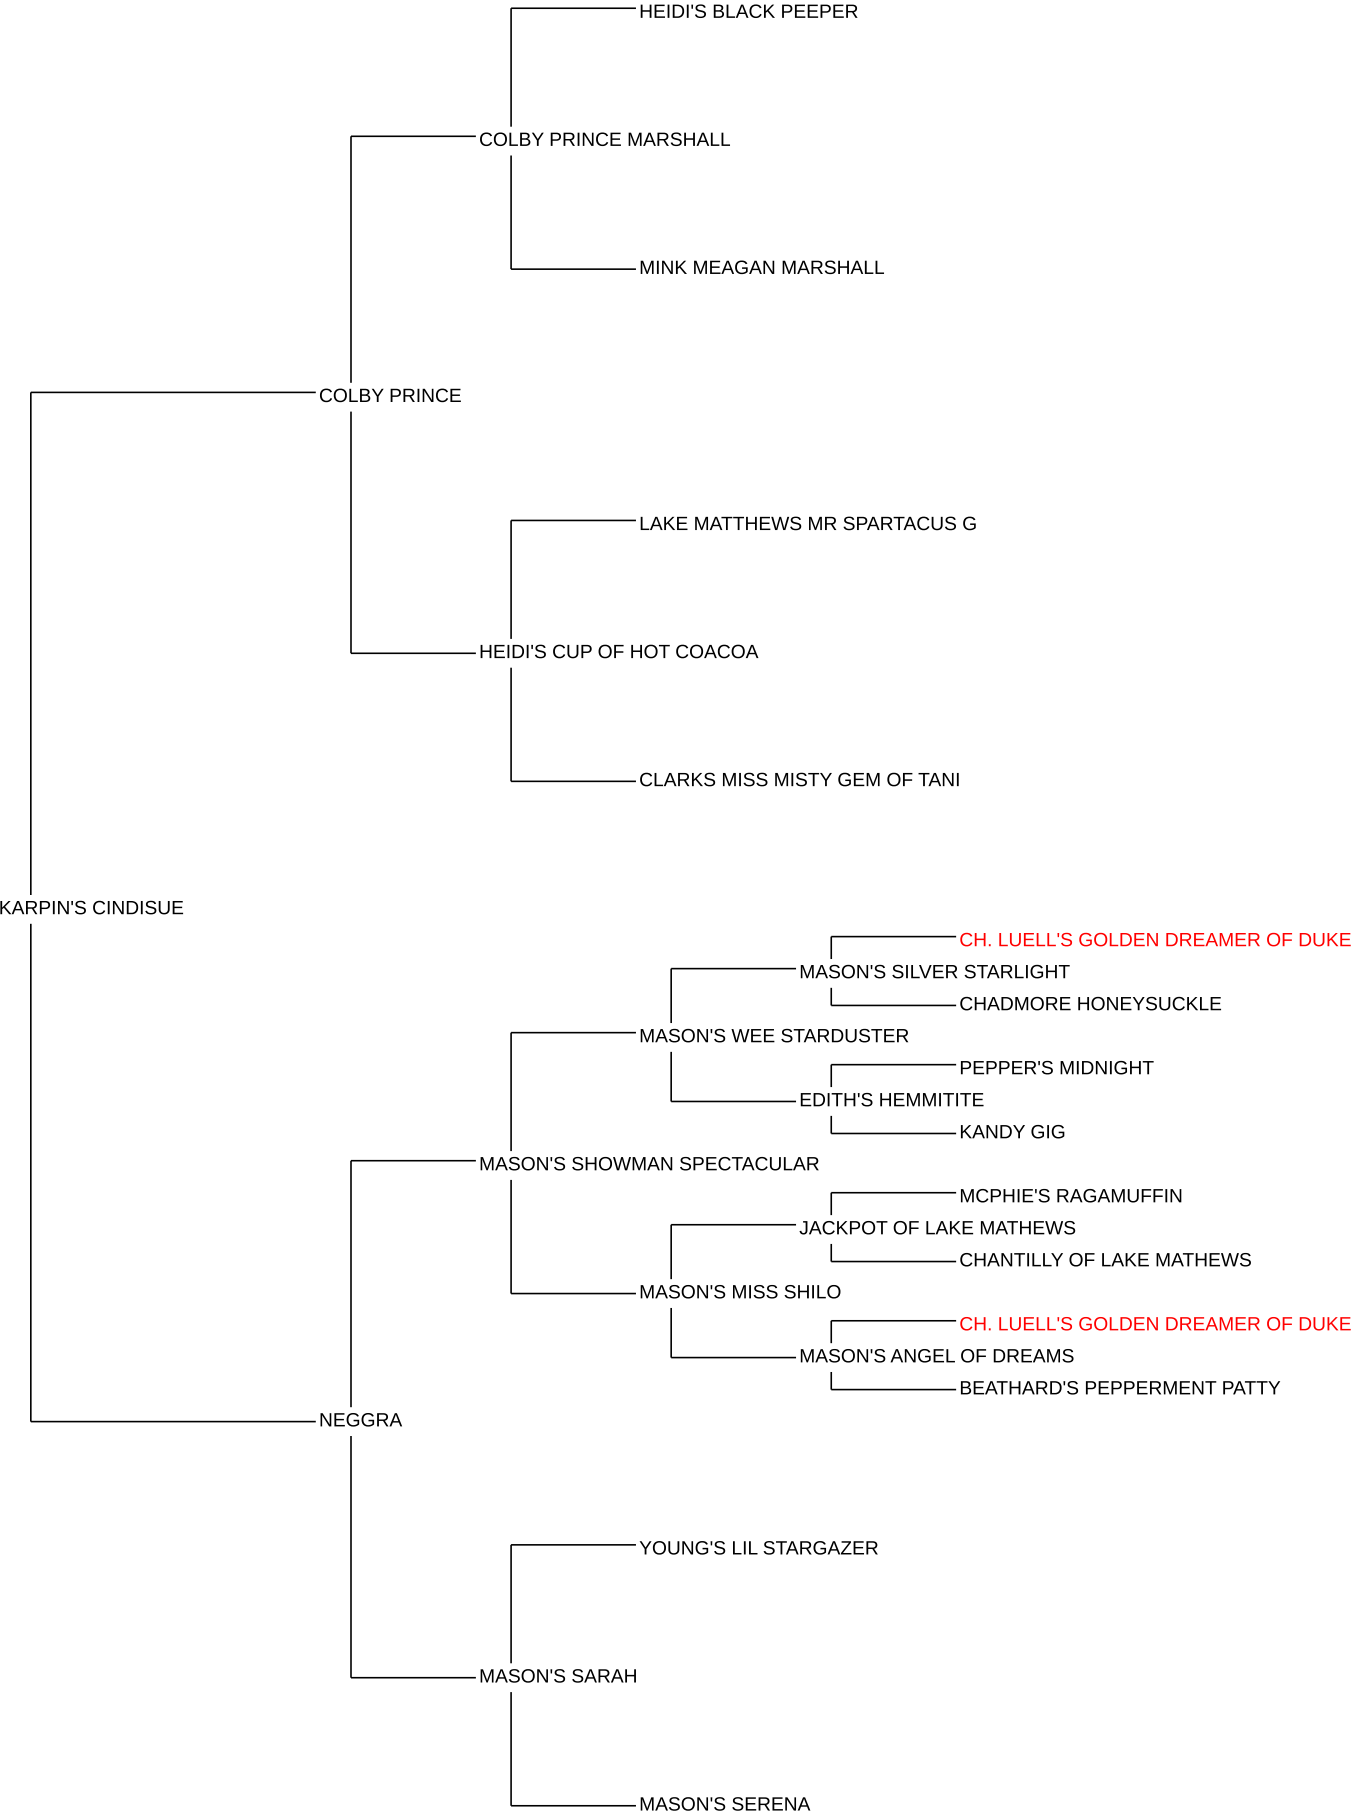 HEIDI'S BLACK PEEPER
COLBY PRINCE MARSHALL
MINK MEAGAN MARSHALL
COLBY PRINCE
LAKE MATTHEWS MR SPARTACUS G
HEIDI'S CUP OF HOT COACOA
CLARKS MISS MISTY GEM OF TANI
KARPIN'S CINDISUE
CH. LUELL'S GOLDEN DREAMER OF DUKE
MASON'S SILVER STARLIGHT
CHADMORE HONEYSUCKLE
MASON'S WEE STARDUSTER
PEPPER'S MIDNIGHT
EDITH'S HEMMITITE
KANDY GIG
MASON'S SHOWMAN SPECTACULAR
MCPHIE'S RAGAMUFFIN
JACKPOT OF LAKE MATHEWS
CHANTILLY OF LAKE MATHEWS
MASON'S MISS SHILO
CH. LUELL'S GOLDEN DREAMER OF DUKE
MASON'S ANGEL OF DREAMS
BEATHARD'S PEPPERMENT PATTY
NEGGRA
YOUNG'S LIL STARGAZER
MASON'S SARAH
MASON'S SERENA